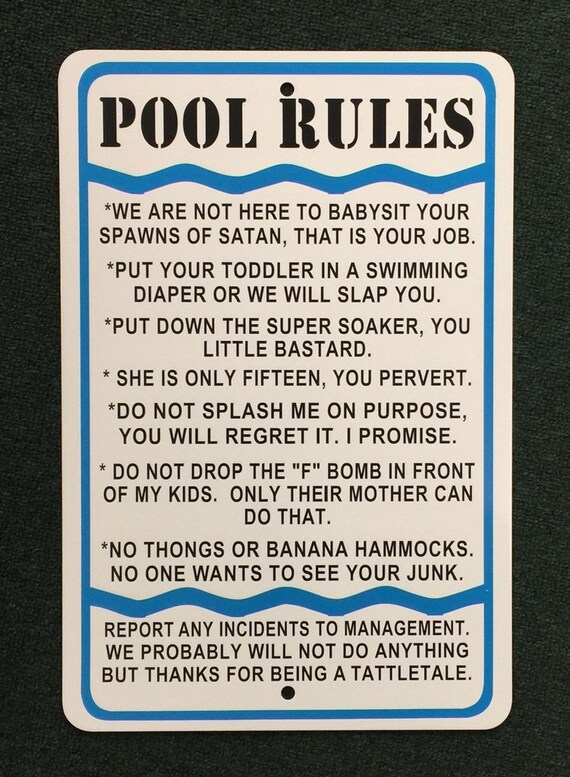 POOL RULES
*WE ARE NOT HERE TO BABYSIT YOUR
SPAWNS OF SATAN, THAT IS YOUR JOB.
*PUT YOUR TODDLER IN A SWIMMING
DIAPER OR WE WILL SLAP YOU.
*PUT DOWN THE SUPER SOAKER, YOU
LITTLE BASTARD.
* SHE IS ONLY FIFTEEN, YOU PERVERT.
*DO NOT SPLASH ME ON PURPOSE,
YOU WILL REGRET IT. I PROMISE.
* DO NOT DROP THE "F" BOMB IN FRONT
OF MY KIDS.  ONLY THEIR MOTHER CAN
DO THAT.
*NO THONGS OR BANANA HAMMOCKS.
NO ONE WANTS TO SEE YOUR JUNK.
REPORT ANY INCIDENTS TO MANAGEMENT.
WE PROBABLY WILL NOT DO ANYTHING
BUT THANKS FOR BEING A TATTLETALE.